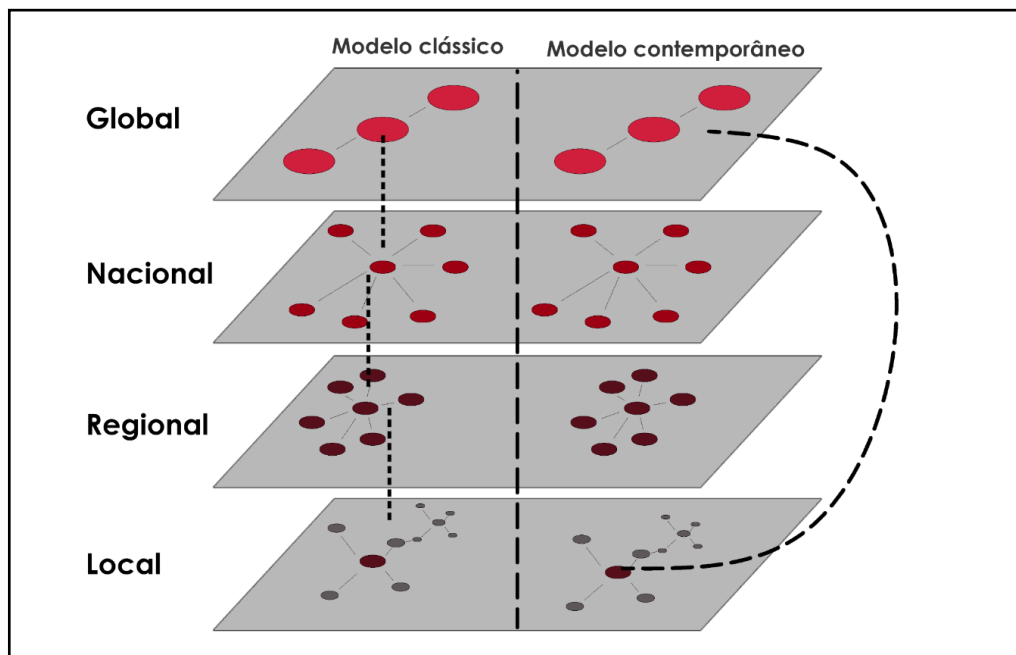 Modelo clássico
Modelo contemporâneo
Global
Nacional
Regional
Local